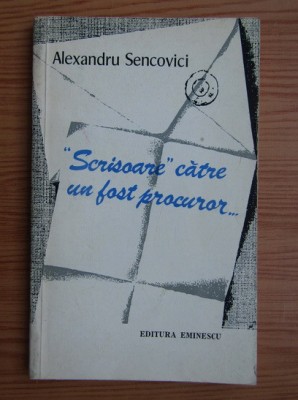 Alexandru Sencovici
"Scrisoare" către
un fost procuror...
EDITURA EMINESCU